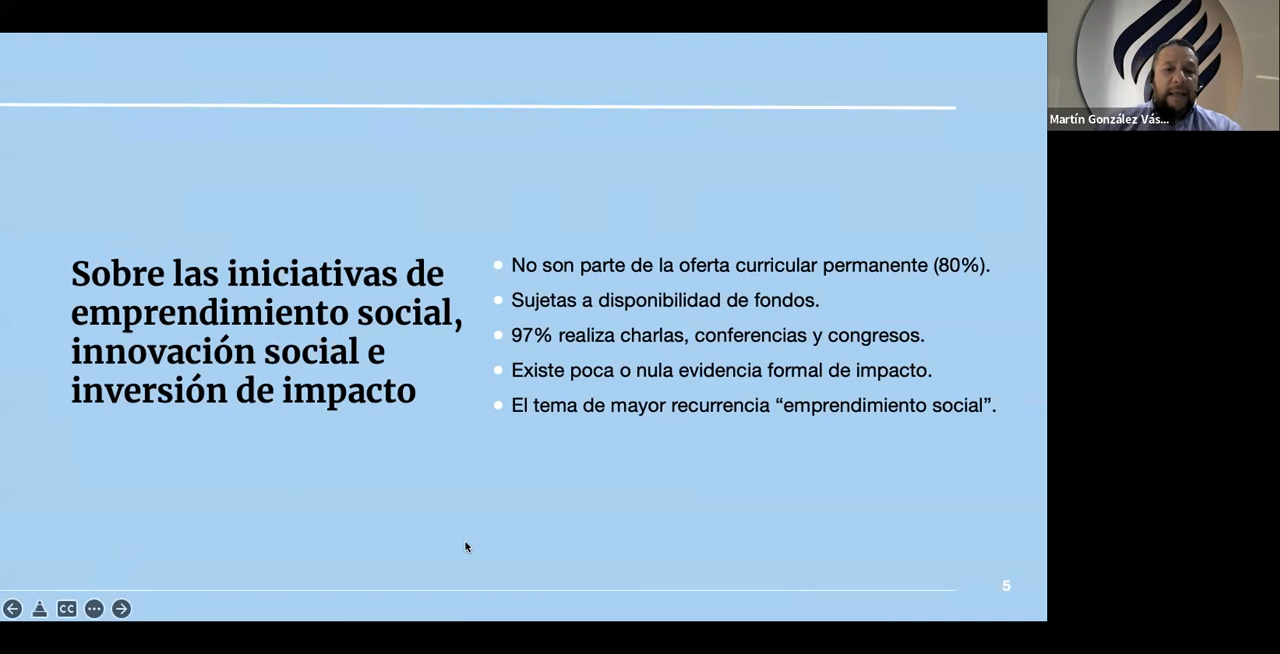 Martín González Vás...
Sobre las iniciativas de
emprendimiento social,
innovación social e
inversión de impacto
No son parte de la oferta curricular permanente (80%).
Sujetas a disponibilidad de fondos.
97% realiza charlas, conferencias y congresos.
Existe poca o nula evidencia formal de impacto.
El tema de mayor recurrencia “emprendimiento social”.
5
CC